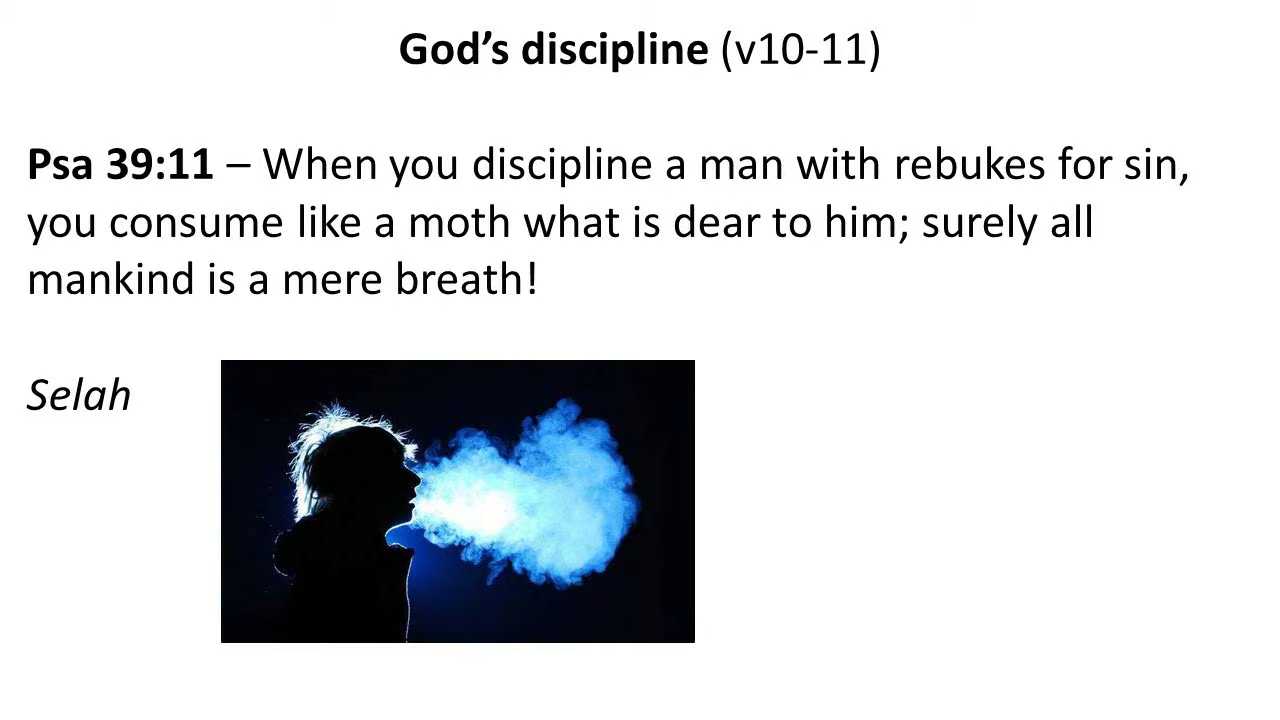 God’s discipline (v10-11)
Psa 39:11 – When you discipline a man with rebukes for sin,
you consume like a moth what is dear to him; surely all
mankind is a mere breath!
Selah